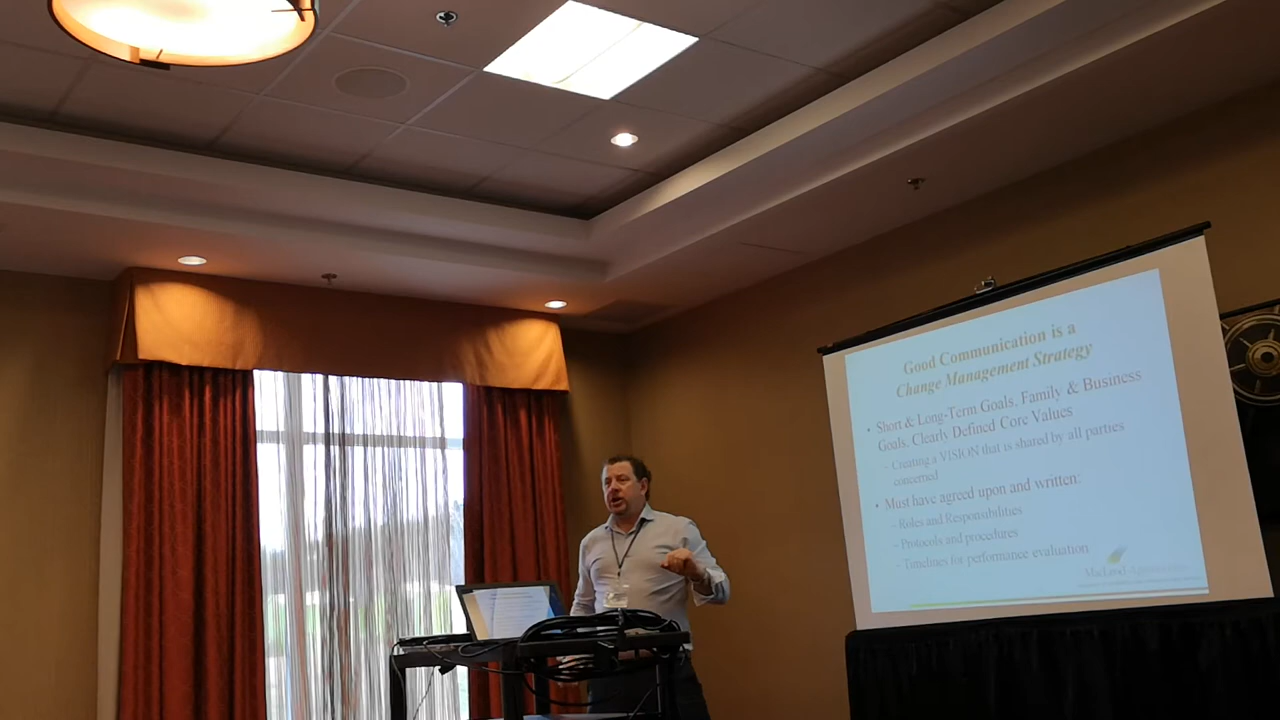 Good Communication is a
Change Management Strategy
• Short & Long-Term Goals, Family & Business
Goals, Clearly Defined Core Values
– Creating a VISION that is shared by all parties
concerned
• Must have agreed upon and written:
– Roles and Responsibilities
– Protocols and procedures
– Timelines for performance evaluation
MacLeod